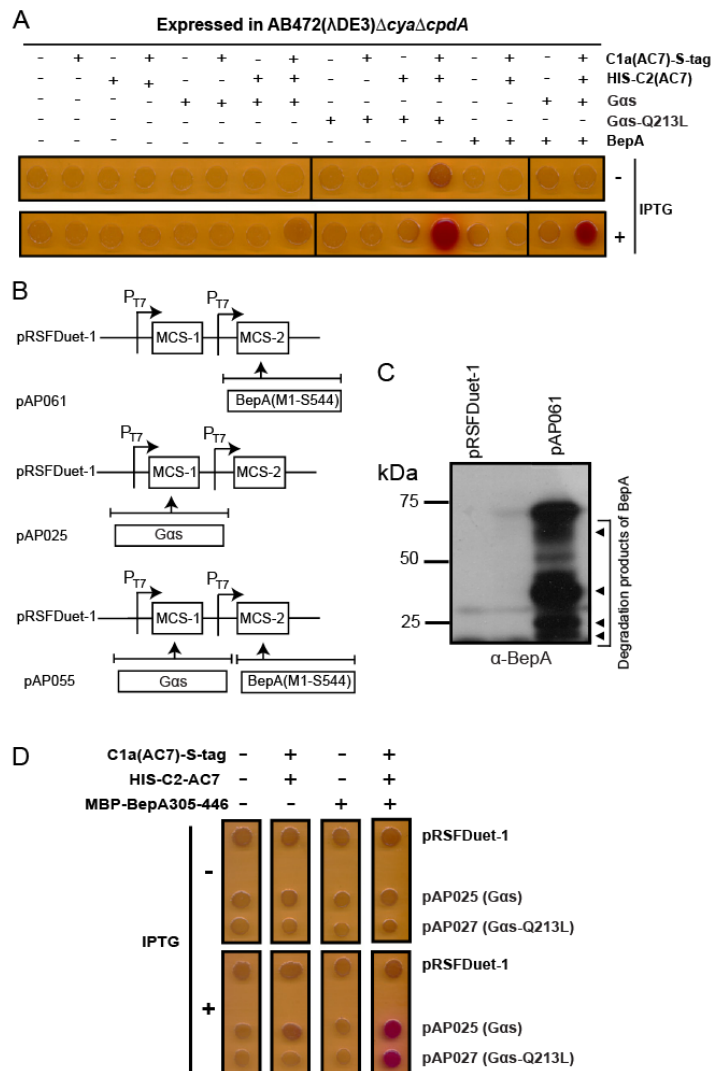 A
Expressed in AB472(λDE3)ΔcyaΔcpdA
- + - + - + - + - + - + - + - + C1a(AC7)-S-tag
- - + + - - + + - - + + - + - + HIS-C2(AC7)
- - - - + + + + - - - - - - + + Gαs
- - - - - - - - + + + + - - - - Gαs-Q213L
- - - - - - - - - - - - + + + + BepA
-
IPTG
+
B
PT7 PT7
pRSFDuet-1 MCS-1 MCS-2
pAP061 BepA(M1-S544)
PT7 PT7
pRSFDuet-1 MCS-1 MCS-2
pAP025 Gαs
PT7 PT7
pRSFDuet-1 MCS-1 MCS-2
pAP055 Gαs BepA(M1-S544)
C
pRSFDuet-1
pAP061
kDa
75
50
25
Degradation products of BepA
α-BepA
D
C1a(AC7)-S-tag - + - +
HIS-C2-AC7 - + - +
MBP-BepA305-446 - - + +
IPTG
-
pRSFDuet-1
pAP025 (Gαs)
pAP027 (Gαs-Q213L)
+
pRSFDuet-1
pAP025 (Gαs)
pAP027 (Gαs-Q213L)